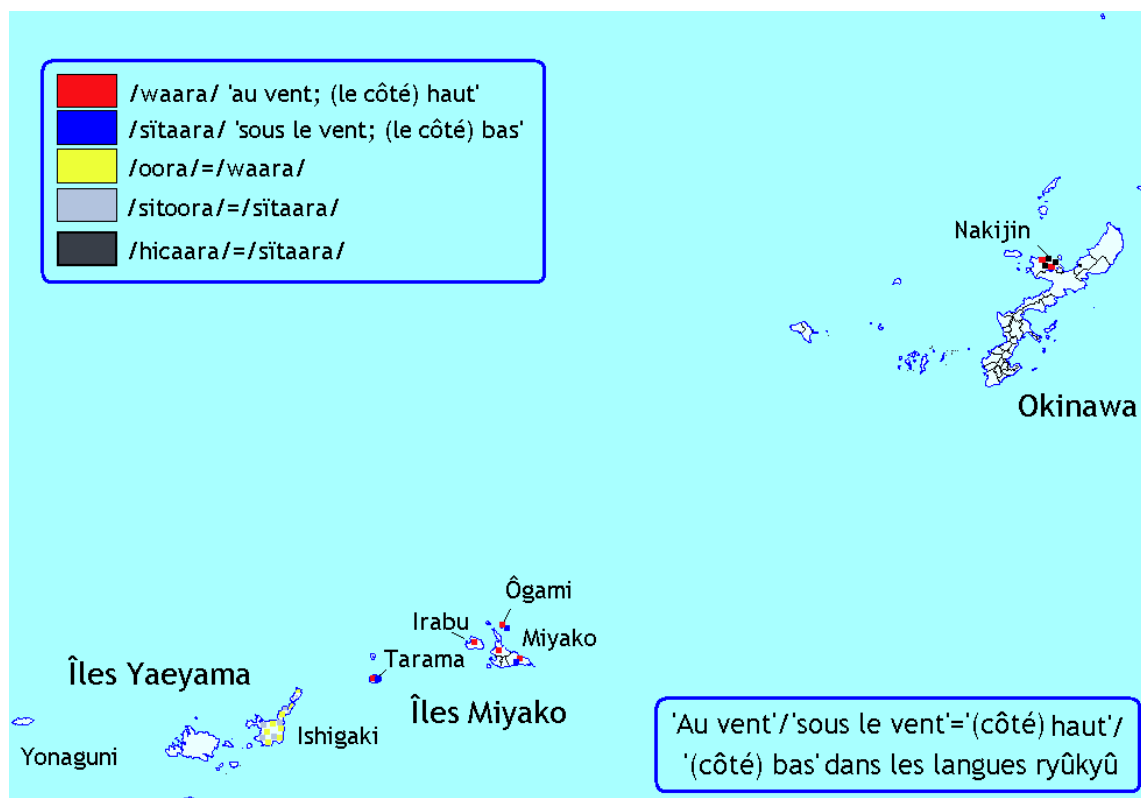 /waara/ 'au vent; (le côté) haut'
/sïtaara/ 'sous le vent; (le côté) bas'
/oora/=/waara/
/sitoora/=/sïtaara/
/hicaara/=/sïtaara/
Nakijin
Okinawa
Ôgami
Irabu
Miyako
Tarama
Îles Yaeyama
Îles Miyako
Ishigaki
Yonaguni
'Au vent'/'sous le vent'='(côté) haut'/
'(côté) bas' dans les langues ryûkyû